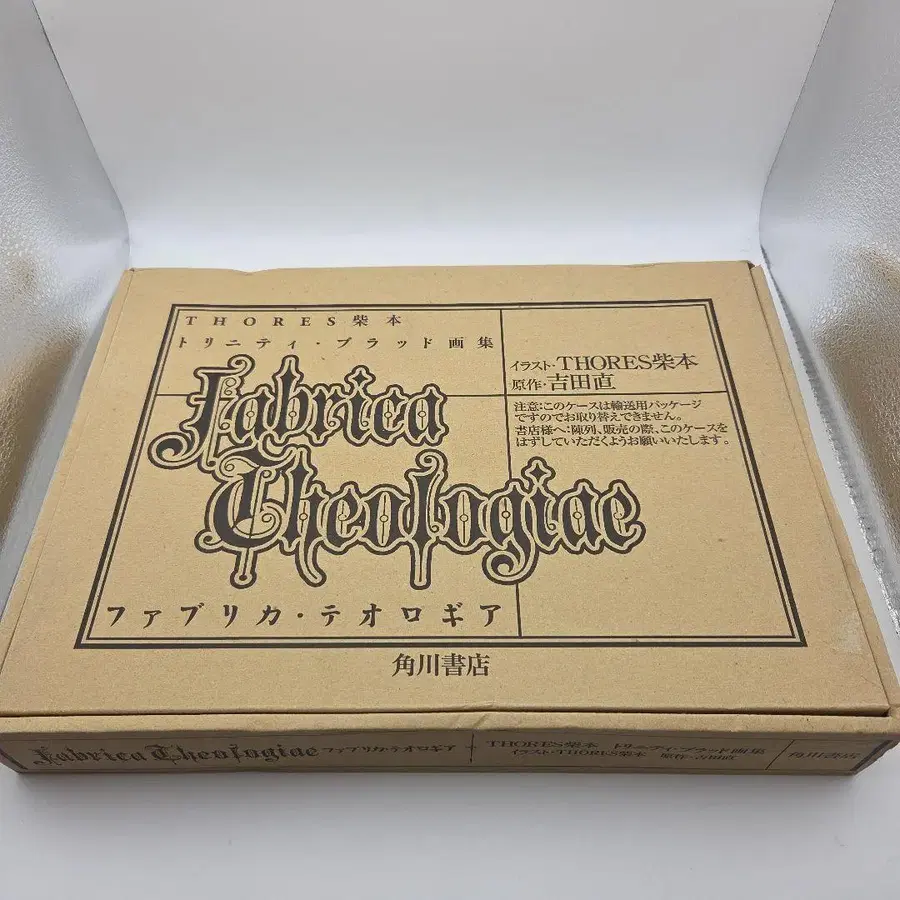 THORES柴本
トリニティ・ブラッド画集
Fabrica
Theologiae
ファブリカ・テオロギア
イラスト・THORES柴本
原作・吉田直
注意:このケースは輸送用パッケージ
ですのでお取り替えできません。
書店様へ:陳列、販売の際、このケースを
はずしていただくようお願いいたします。
角川書店
Fabrica Theologiae ファブリカ・テオロギア
THORES柴本 トリニティ・ブラッド画集
イラスト・THORES柴本 原作・吉田直
角川書店